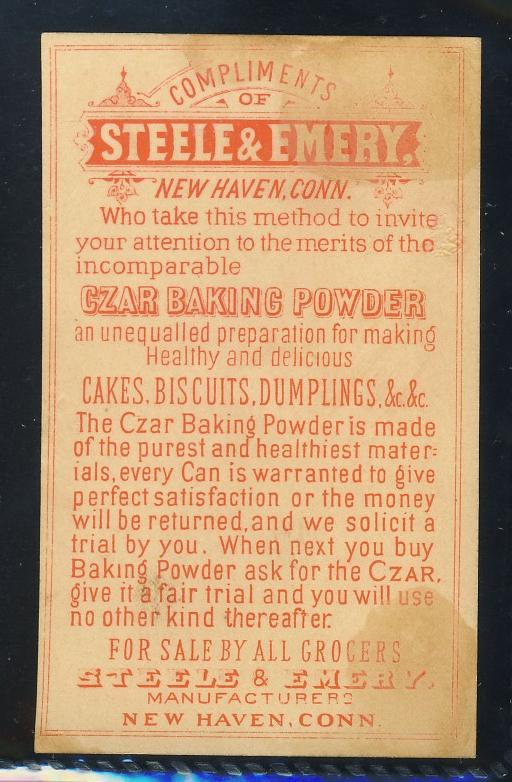 COMPLIMENTS
OF
STEELE & EMERY,
NEW HAVEN, CONN.
Who take this method to invite
your attention to the merits of the
incomparable
CZAR BAKING POWDER
an unequalled preparation for making
Healthy and delicious
CAKES, BISCUITS, DUMPLINGS, &c. &c.
The Czar Baking Powder is made
of the purest and healthiest mater=
ials, every Can is warranted to give
perfect satisfaction or the money
will be returned, and we solicit a
trial by you. When next you buy
Baking Powder ask for the CZAR,
give it a fair trial and you will use
no other kind thereafter.
FOR SALE BY ALL GROCERS
STEELE & EMERY,
MANUFACTURERS
NEW HAVEN, CONN.